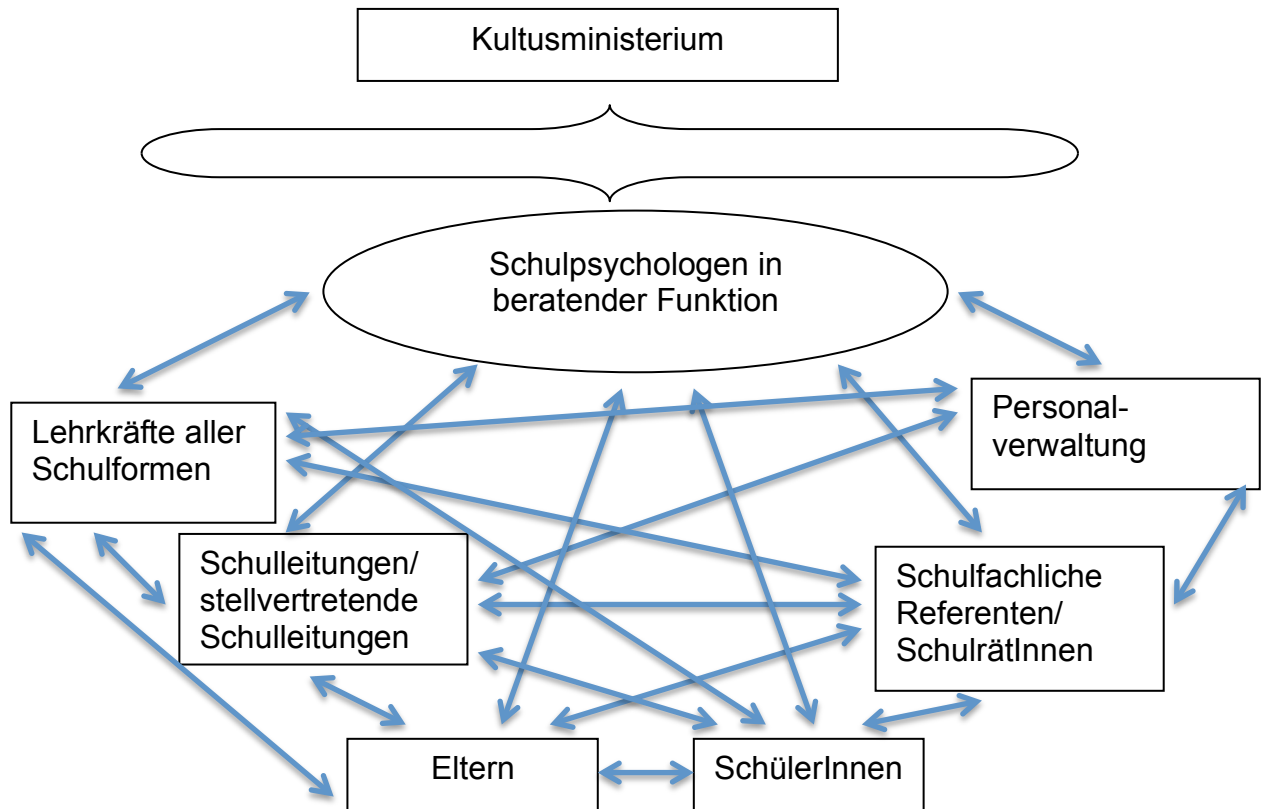 Kultusministerium
Schulpsychologen in
beratender Funktion
Lehrkräfte aller
Schulformen
Personal-
verwaltung
Schulleitungen/
stellvertretende
Schulleitungen
Schulfachliche
Referenten/
SchulrätInnen
Eltern
SchülerInnen